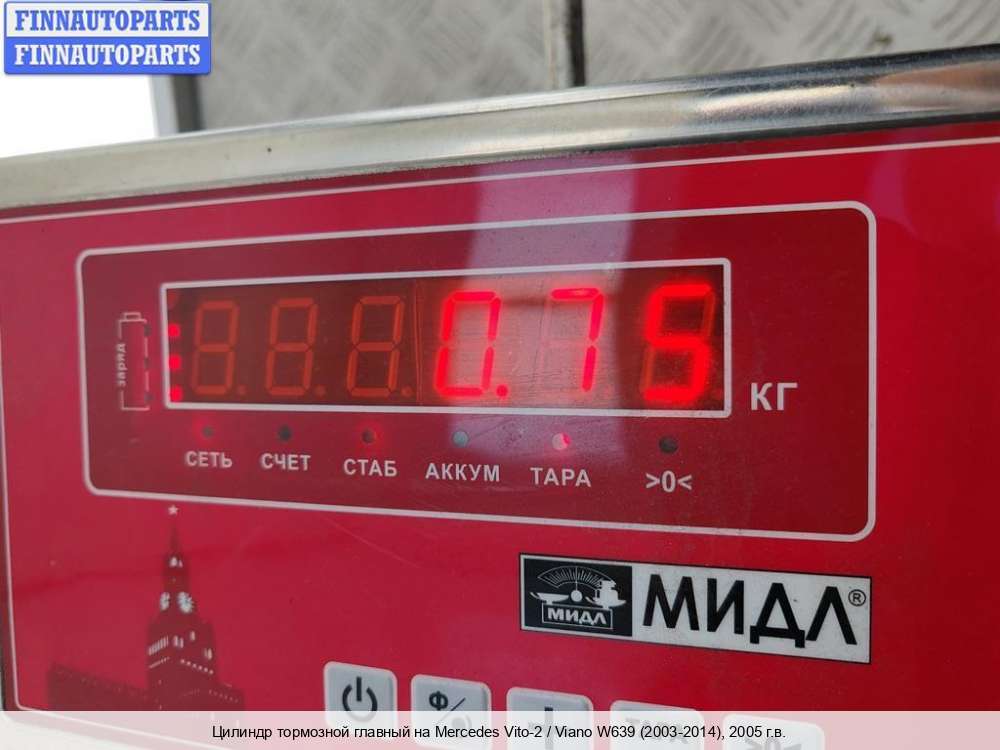 FINNAUTOPARTS
FINNAUTOPARTS
0.75
КГ
заряд
СЕТЬ СЧЕТ СТАБ АККУМ ТАРА >0<
МИДЛ МИДЛ®
Ф/
Цилиндр тормозной главный на Mercedes Vito-2 / Viano W639 (2003-2014), 2005 г.в.